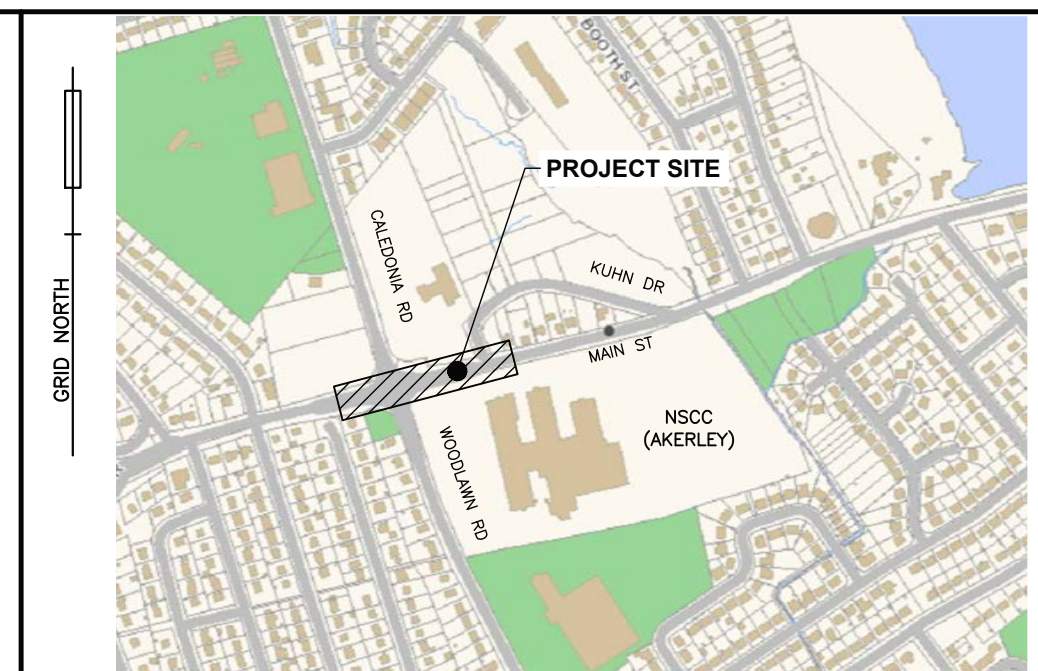 BOOTH ST
PROJECT SITE
CALEDONIA RD
KUHN DR
GRID NORTH
MAIN ST
NSCC
(AKERLEY)
WOODLAWN RD